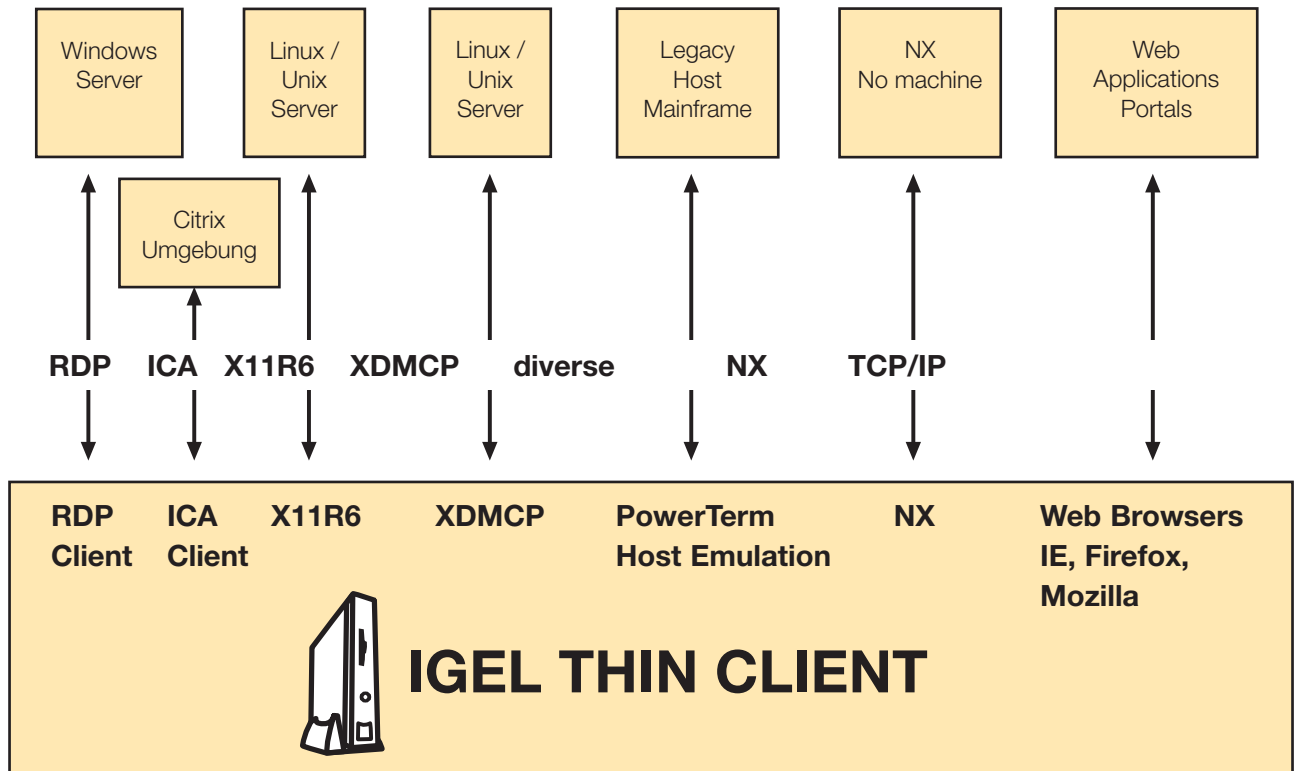 Windows
Server
Linux /
Unix
Server
Linux /
Unix
Server
Legacy
Host
Mainframe
NX
No machine
Web
Applications
Portals
Citrix
Umgebung
RDP ICA X11R6 XDMCP diverse NX TCP/IP
RDP
Client
ICA
Client
X11R6
XDMCP
PowerTerm
Host Emulation
NX
Web Browsers
IE, Firefox,
Mozilla
IGEL THIN CLIENT